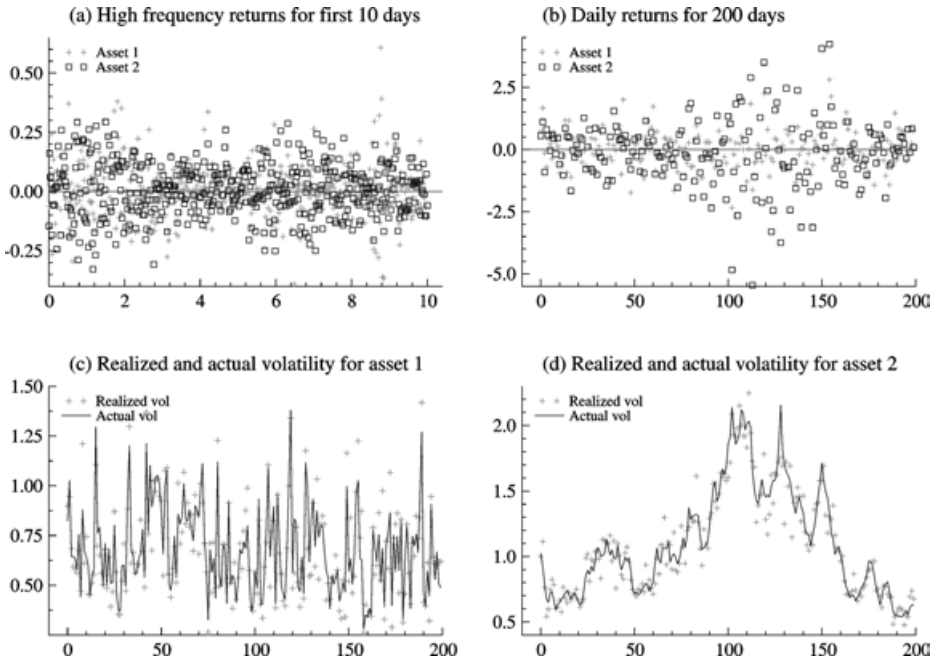 (a) High frequency returns for first 10 days
Asset 1
Asset 2
0.50
0.25
0.00
-0.25
0 2 4 6 8 10
(b) Daily returns for 200 days
Asset 1
Asset 2
2.5
0.0
-2.5
-5.0
0 50 100 150 200
(c) Realized and actual volatility for asset 1
Realized vol
Actual vol
1.50
1.25
1.00
0.75
0.50
0 50 100 150 200
(d) Realized and actual volatility for asset 2
Realized vol
Actual vol
2.0
1.5
1.0
0.5
0 50 100 150 200